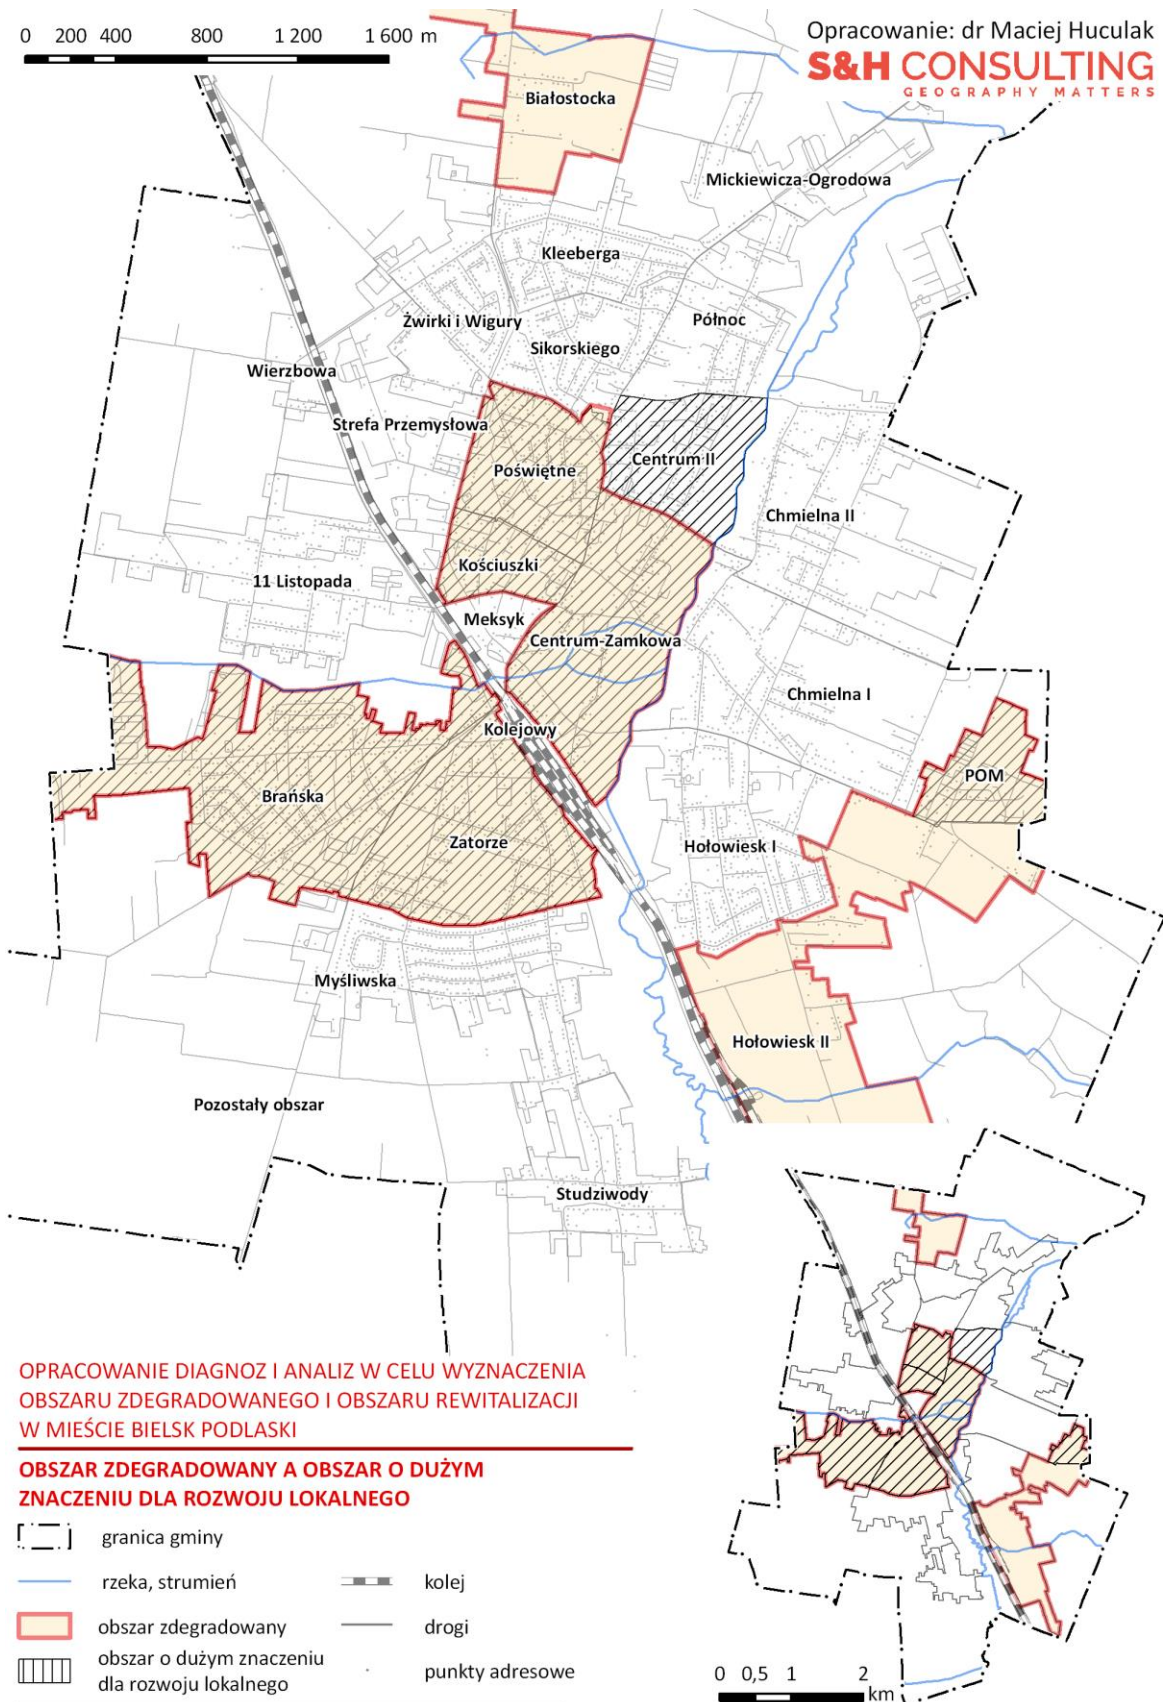 0 200 400 800 1 200 1 600 m
Opracowanie: dr Maciej Huculak
S&H CONSULTING
GEOGRAPHY MATTERS
Białostocka
Mickiewicza-Ogrodowa
Kleeberga
Żwirki i Wigury
Północ
Sikorskiego
Wierzbowa
Strefa Przemysłowa
Poświętne
Centrum II
Chmielna II
Kościuszki
11 Listopada
Meksyk
Centrum-Zamkowa
Chmielna I
Kolejowy
POM
Brańska
Zatorze
Hołowiesk I
Myśliwska
Hołowiesk II
Pozostały obszar
Studziwody
OPRACOWANIE DIAGNOZ I ANALIZ W CELU WYZNACZENIA
OBSZARU ZDEGRADOWANEGO I OBSZARU REWITALIZACJI
W MIEŚCIE BIELSK PODLASKI
OBSZAR ZDEGRADOWANY A OBSZAR O DUŻYM
ZNACZENIU DLA ROZWOJU LOKALNEGO
granica gminy
rzeka, strumień
kolej
obszar zdegradowany
drogi
obszar o dużym znaczeniu
dla rozwoju lokalnego
punkty adresowe
0 0,5 1 2
km